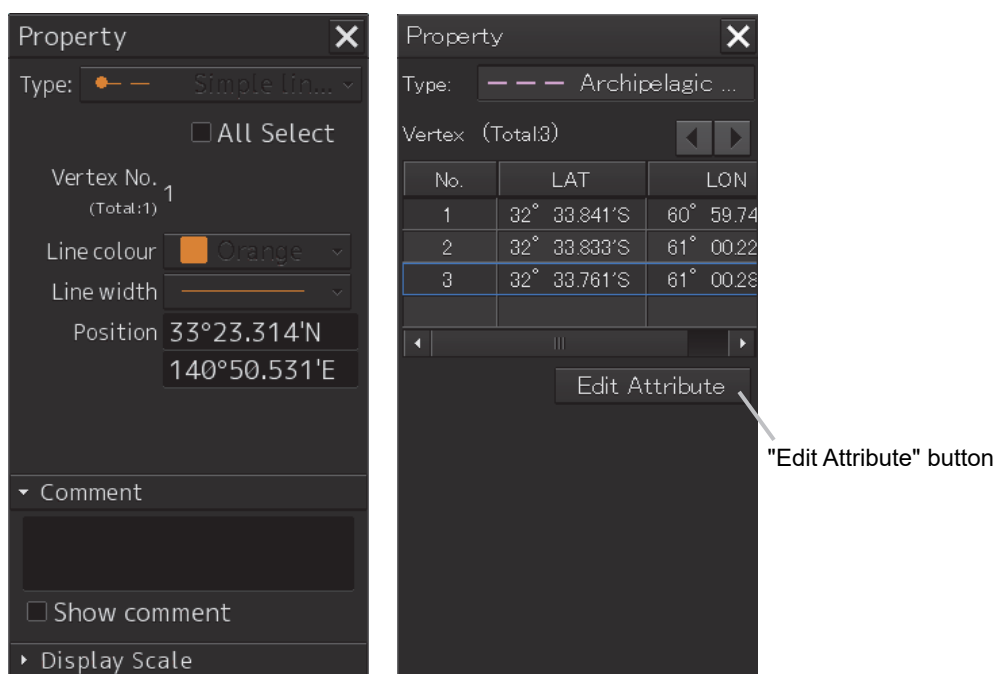 Property
Type: Simple lin...
All Select
Vertex No. 1
(Total:1)
Line colour Orange
Line width
Position 33°23.314'N
140°50.531'E
Comment
Show comment
Display Scale
Property
Type: Archipelagic ...
Vertex (Total:3)
No. LAT LON
1 32° 33.841'S 60° 59.74
2 32° 33.833'S 61° 00.22
3 32° 33.761'S 61° 00.28
Edit Attribute
"Edit Attribute" button